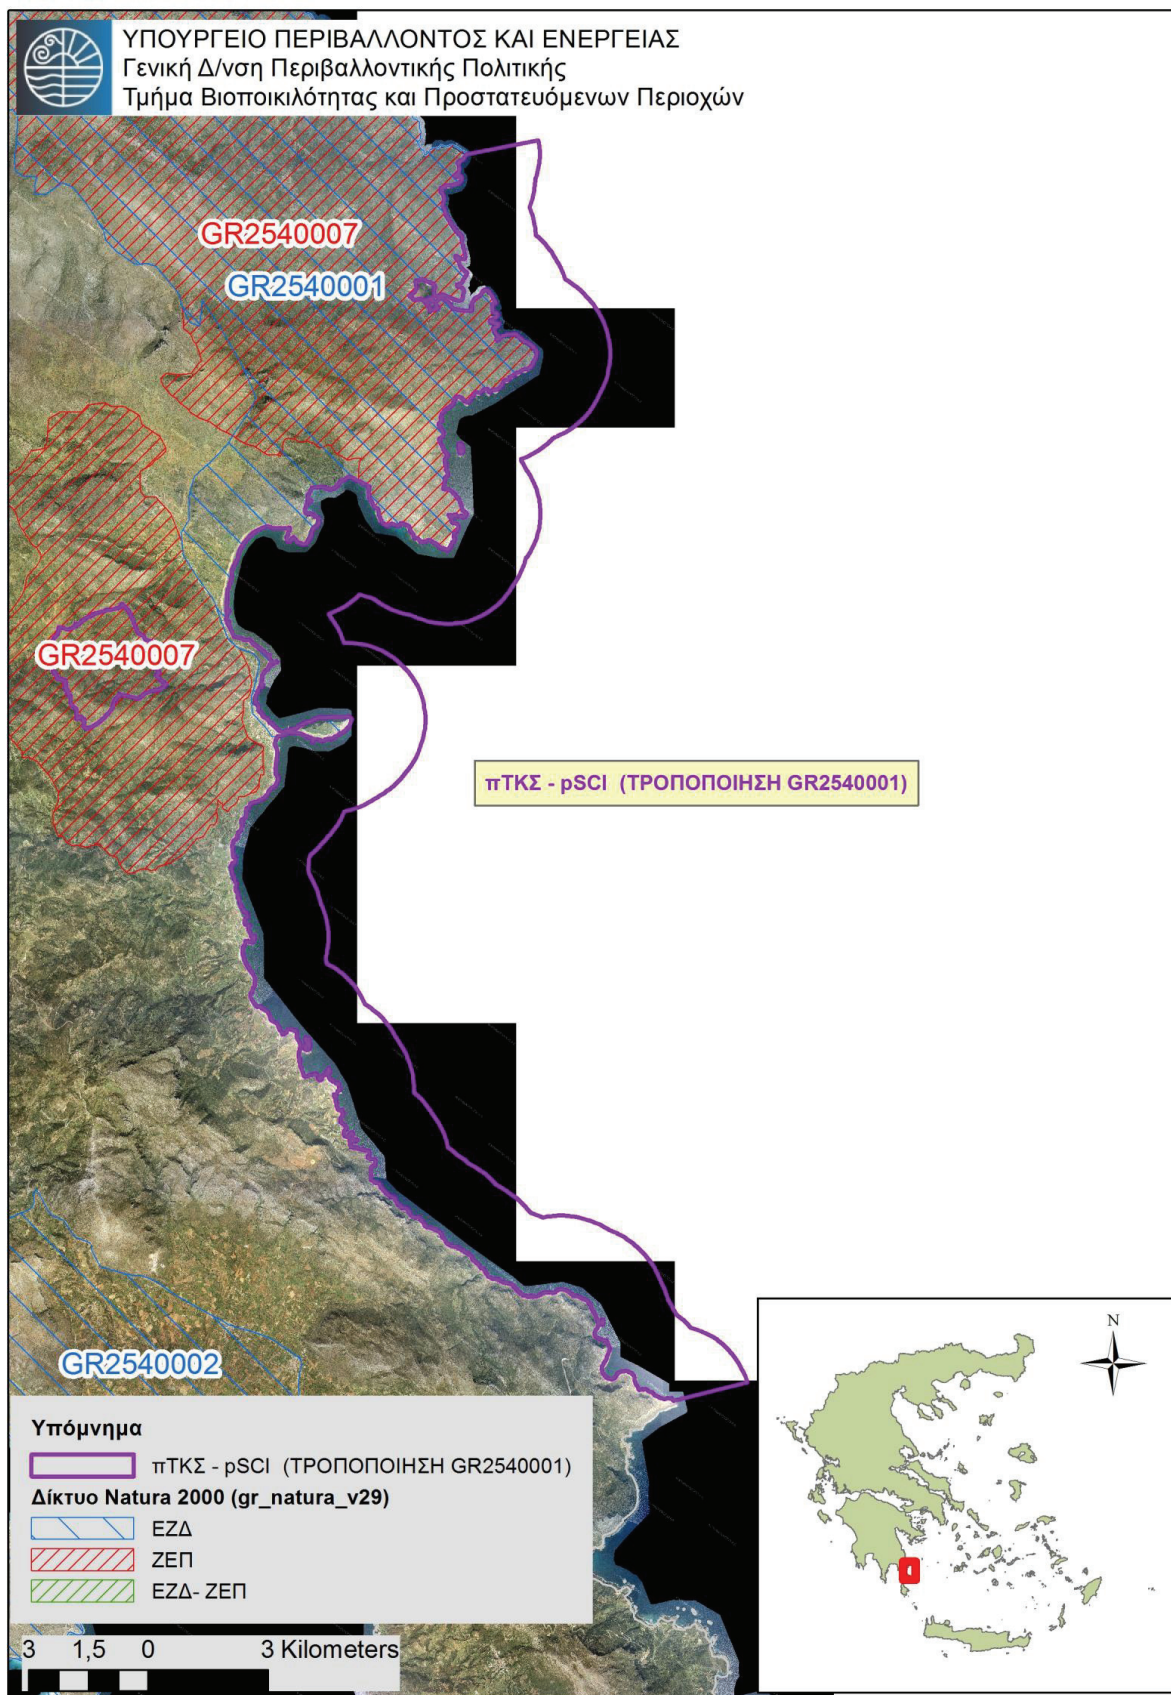 ΥΠΟΥΡΓΕΙΟ ΠΕΡΙΒΑΛΛΟΝΤΟΣ ΚΑΙ ΕΝΕΡΓΕΙΑΣ
Γενική Δ/νση Περιβαλλοντικής Πολιτικής
Τμήμα Βιοποικιλότητας και Προστατευόμενων Περιοχών
GR2540007
GR2540001
GR2540007
πΤΚΣ - pSCI (ΤΡΟΠΟΠΟΙΗΣΗ GR2540001)
GR2540002
Υπόμνημα
πΤΚΣ - pSCI (ΤΡΟΠΟΠΟΙΗΣΗ GR2540001)
Δίκτυο Natura 2000 (gr_natura_v29)
ΕΖΔ
ΖΕΠ
ΕΖΔ- ΖΕΠ
3 1,5 0 3 Kilometers
N